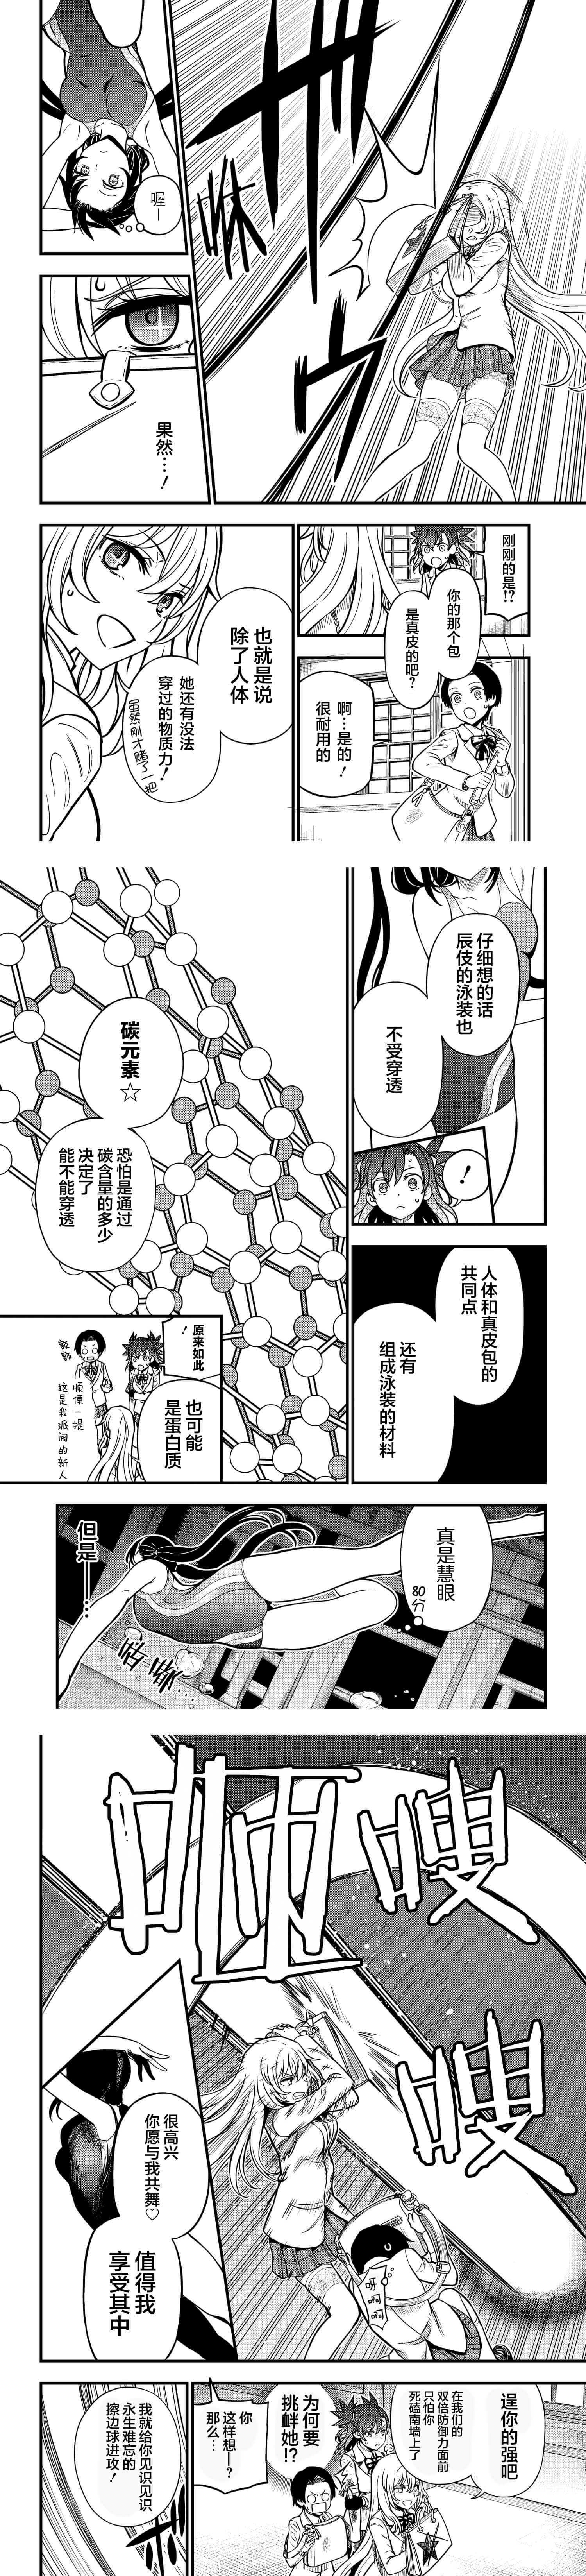 咻
喔—
果然…!
刚刚的是!?
你的那个包
是真皮的吧?
啊…是的
很耐用的!
也就是说
除了人体
她还有没法
穿过的物质力!
虽然刚才赌了一把
仔细想的话
辰伎的泳装也
不受穿透
!
人体和真皮包的
共同点
还有
组成泳装的材料
碳元素
☆
恐怕是通过
碳含量的多少
决定了
能不能穿透
原来如此
!
也可能
是蛋白质
顺便一提
这是我派阀的新人
真是慧眼
80分
但是——…
嗖
咂
嗖
呀
啊啊
很高兴
你愿与我共舞♡
值得我
享受其中
逞你的强吧
在我们的
双倍防御力面前
只怕你
死磕南墙上了
为何要
挑衅她!?
你
这样想—?
那么…
我就给你见识见识
永生难忘的
擦边球进攻